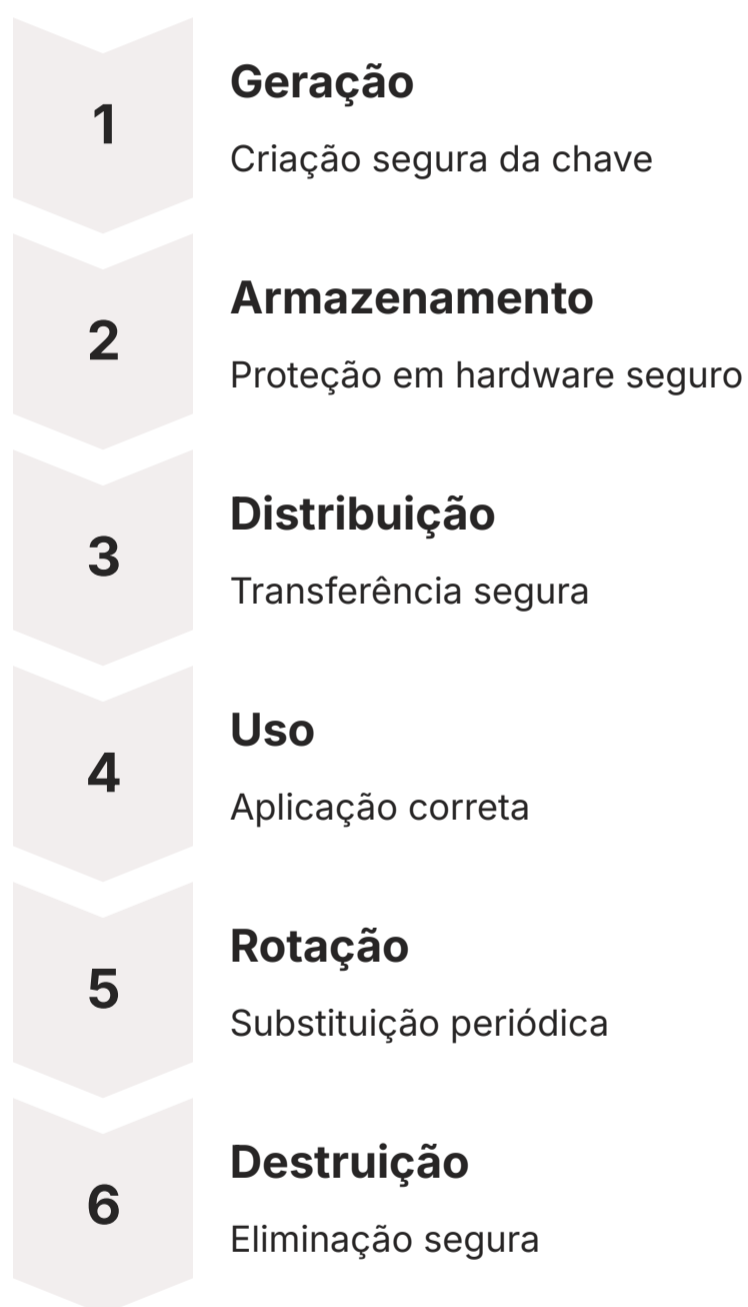 1
Geração
Criação segura da chave
2
Armazenamento
Proteção em hardware seguro
3
Distribuição
Transferência segura
4
Uso
Aplicação correta
5
Rotação
Substituição periódica
6
Destruição
Eliminação segura